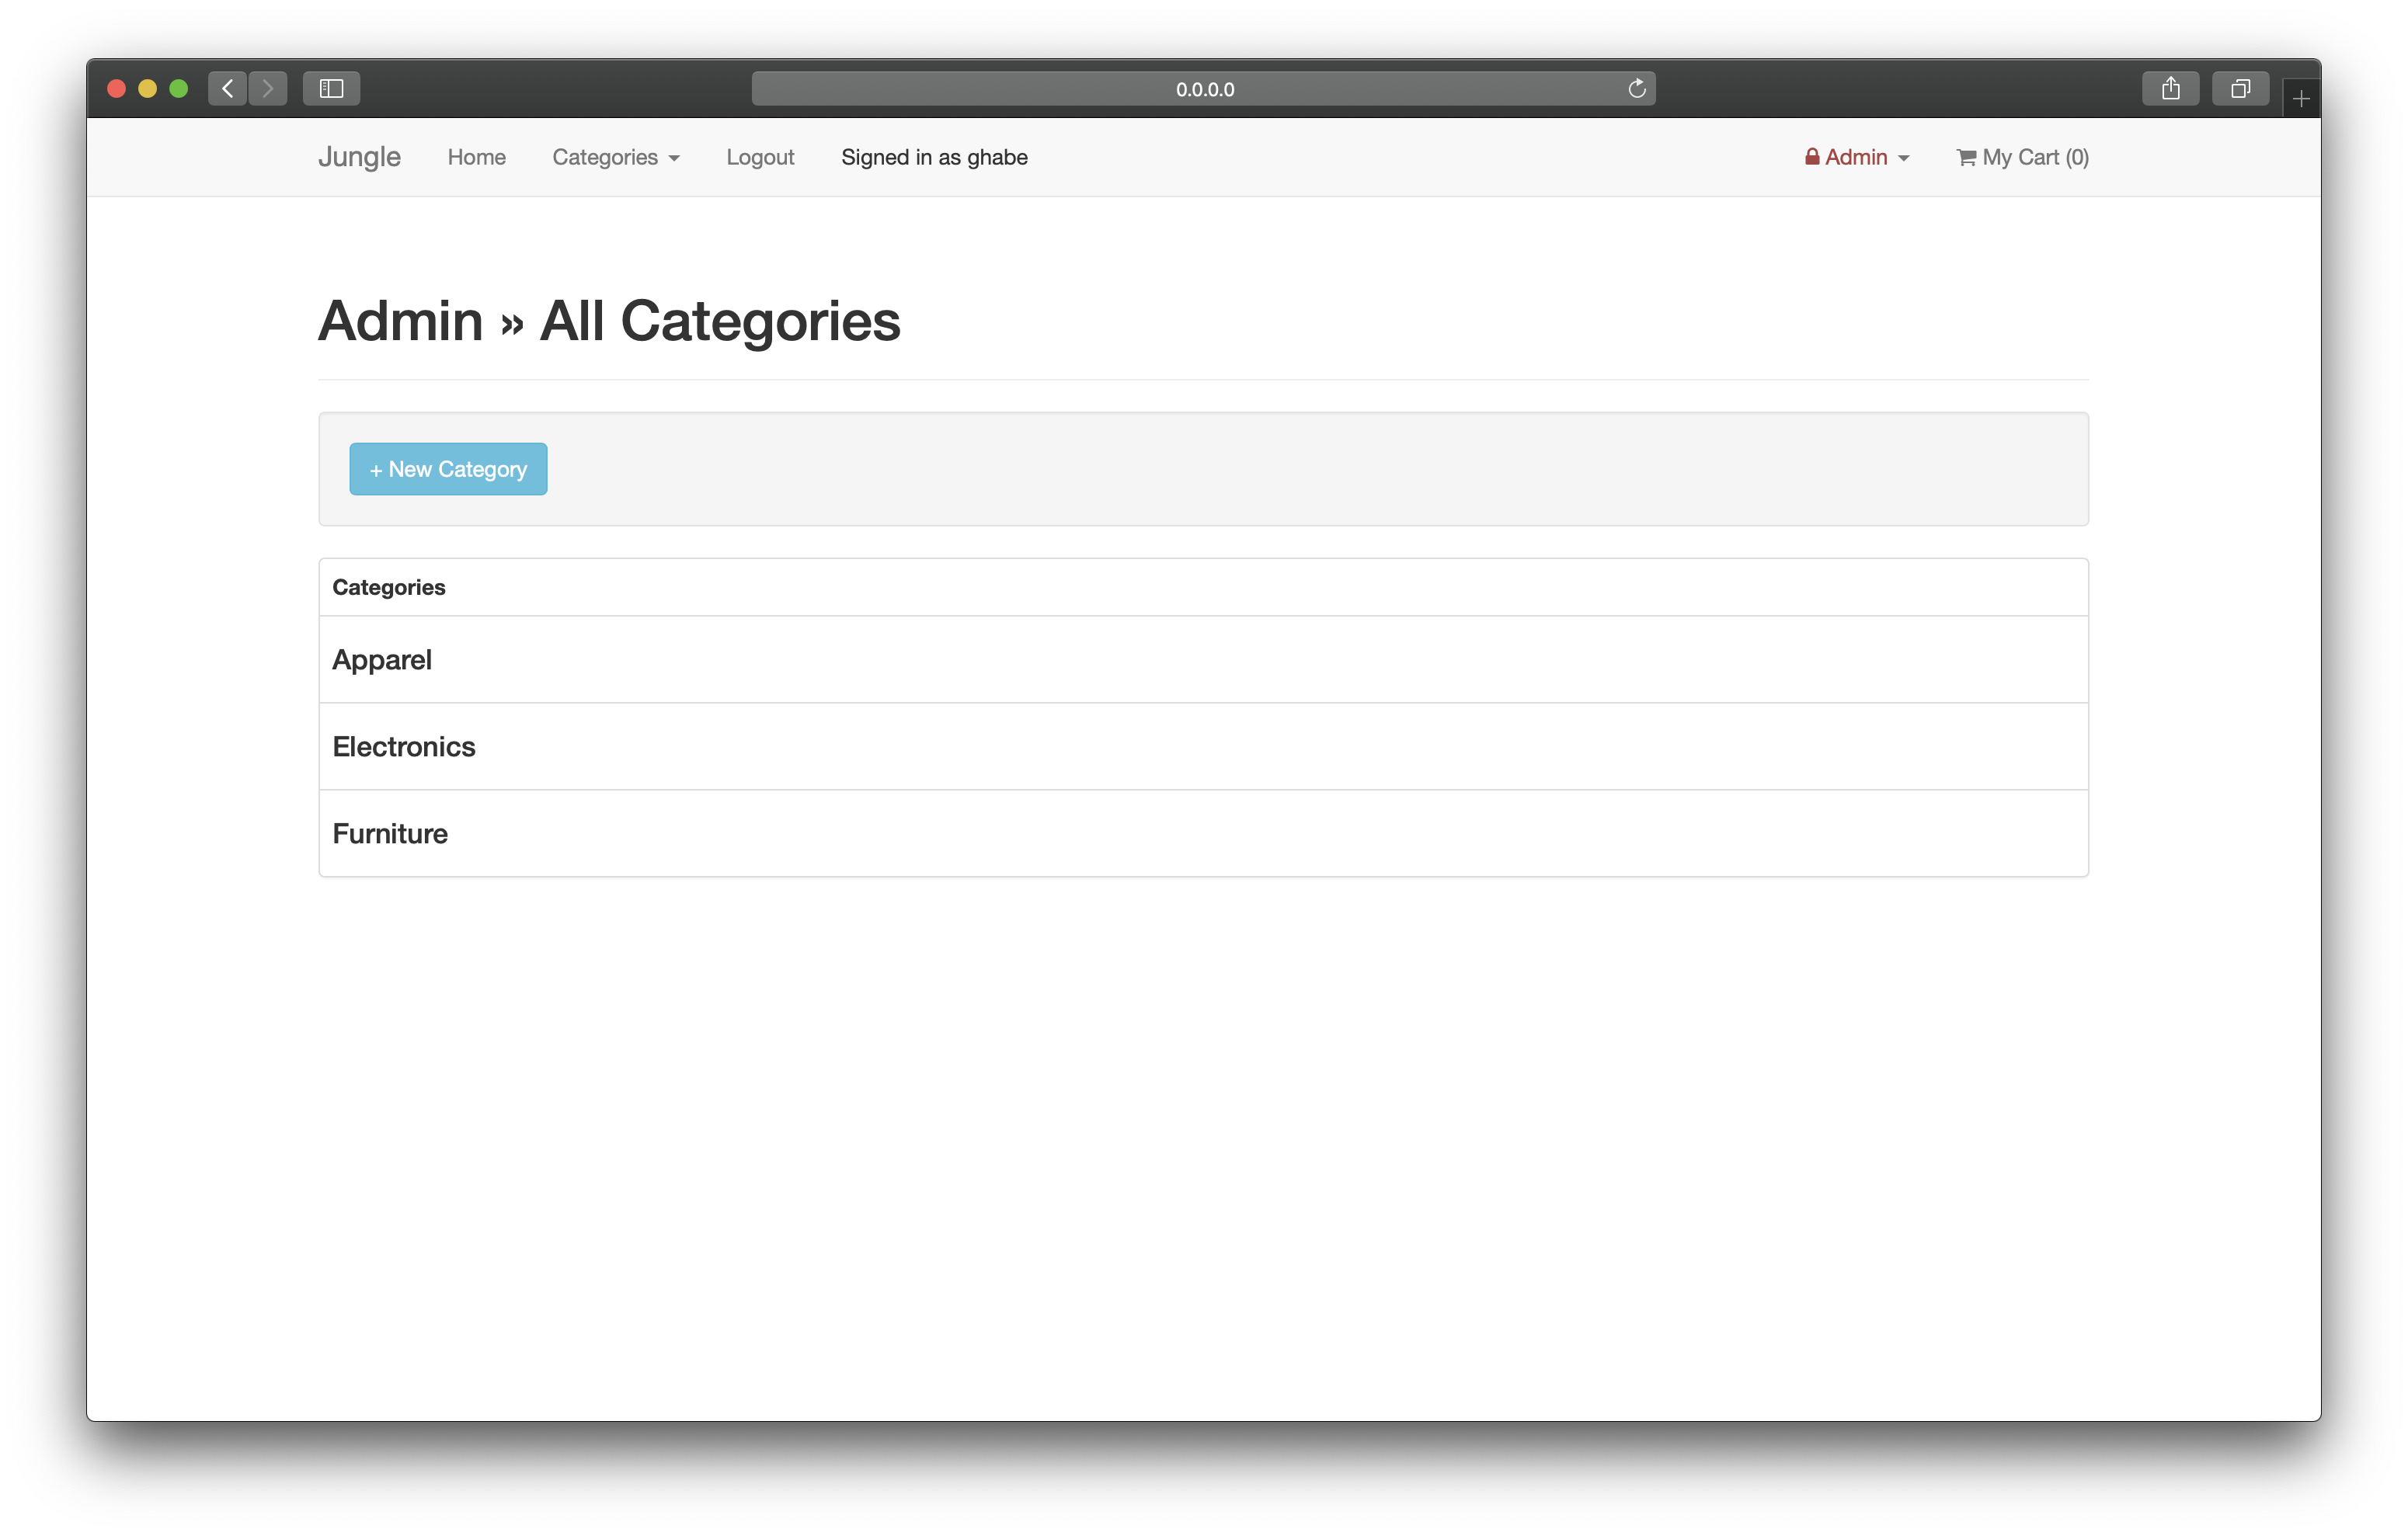 0.0.0.0
Jungle Home Categories Logout Signed in as ghabe Admin My Cart (0)
Admin » All Categories
+ New Category
Categories
Apparel
Electronics
Furniture